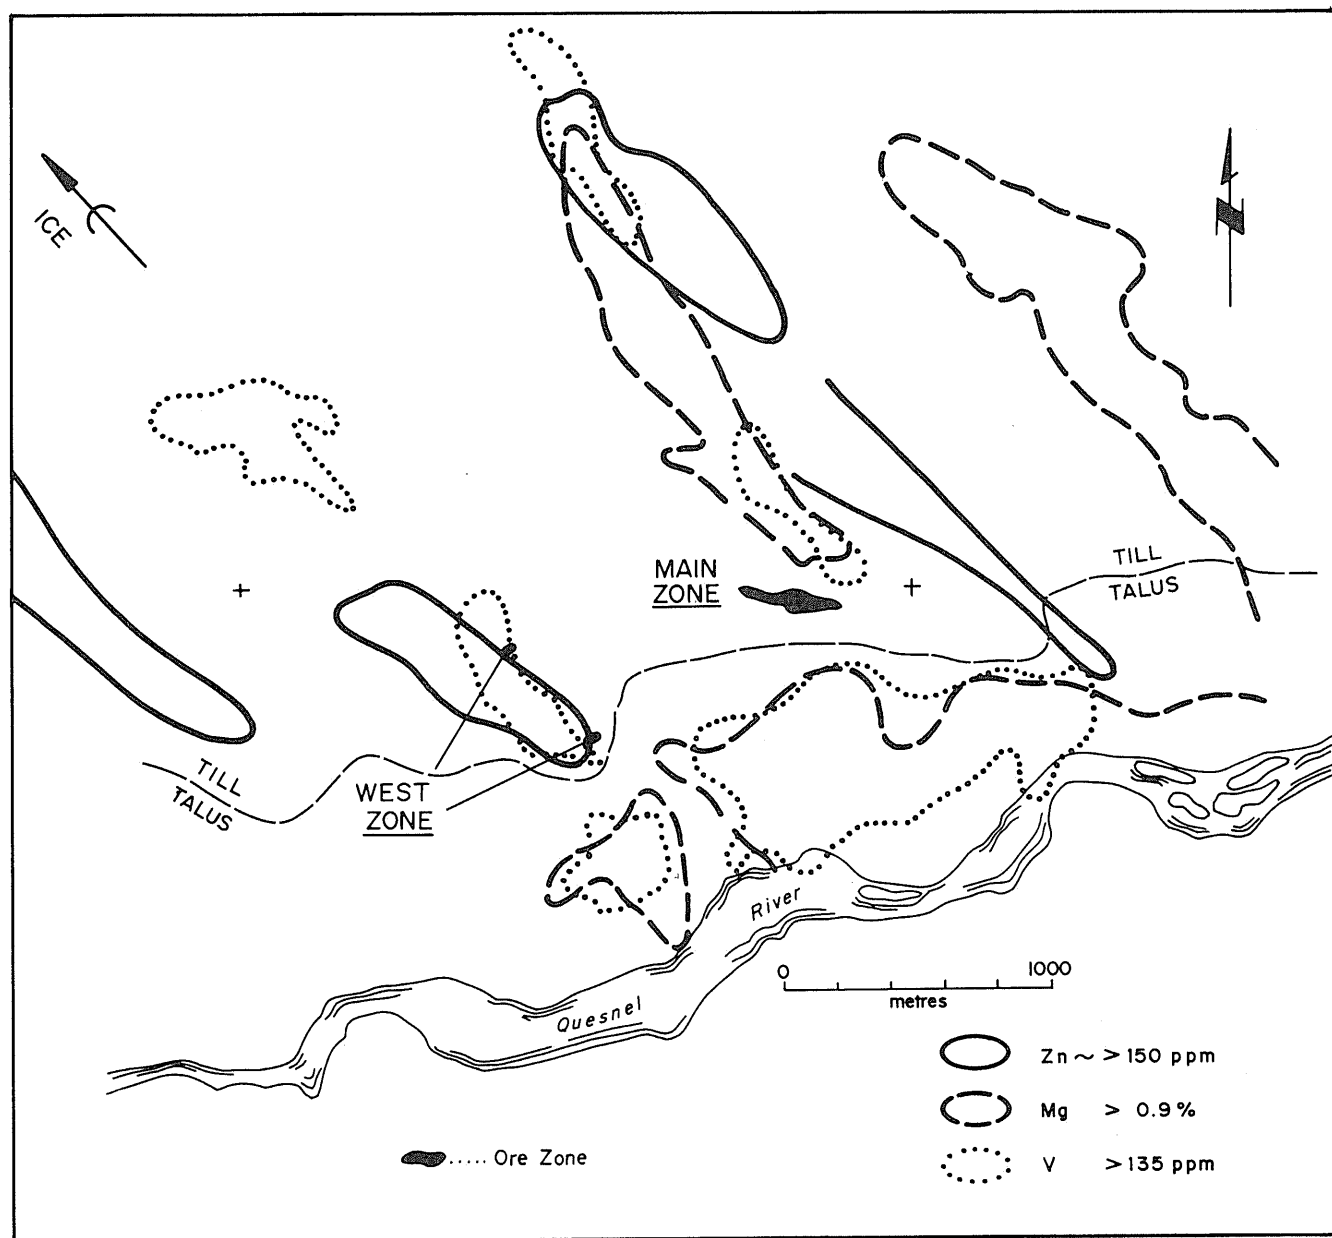 ICE
N
MAIN
ZONE
TILL
TALUS
TILL
TALUS
WEST
ZONE
River
Quesnel
0 1000
metres
Zn ~ > 150 ppm
Mg > 0.9 %
V > 135 ppm
..... Ore Zone